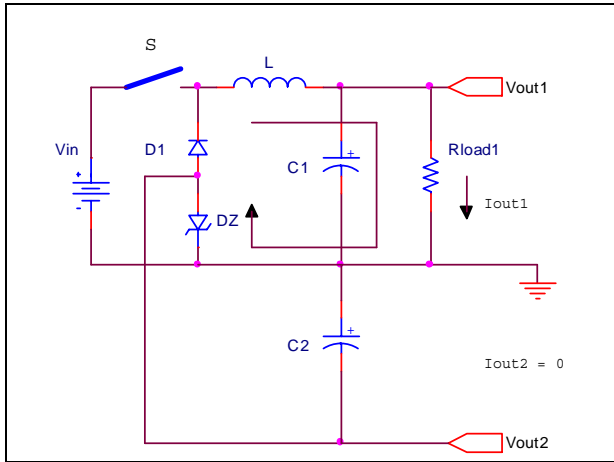 S
L
Vout1
Vin
+
-
D1
DZ
C1
+
Rload1
Iout1
C2
+
Iout2 = 0
Vout2